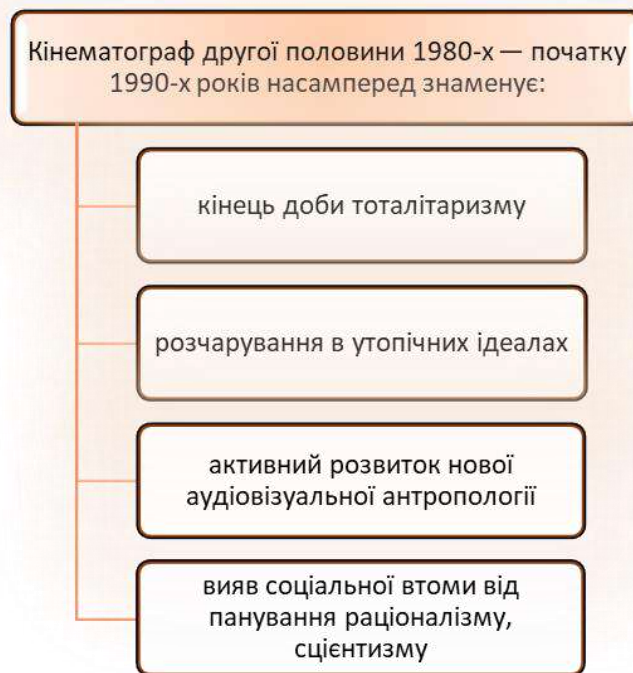 Кінематограф другої половини 1980-х — початку
1990-х років насамперед знаменує:
кінець доби тоталітаризму
розчарування в утопічних ідеалах
активний розвиток нової
аудіовізуальної антропології
вияв соціальної втоми від
панування раціоналізму,
сцієнтизму